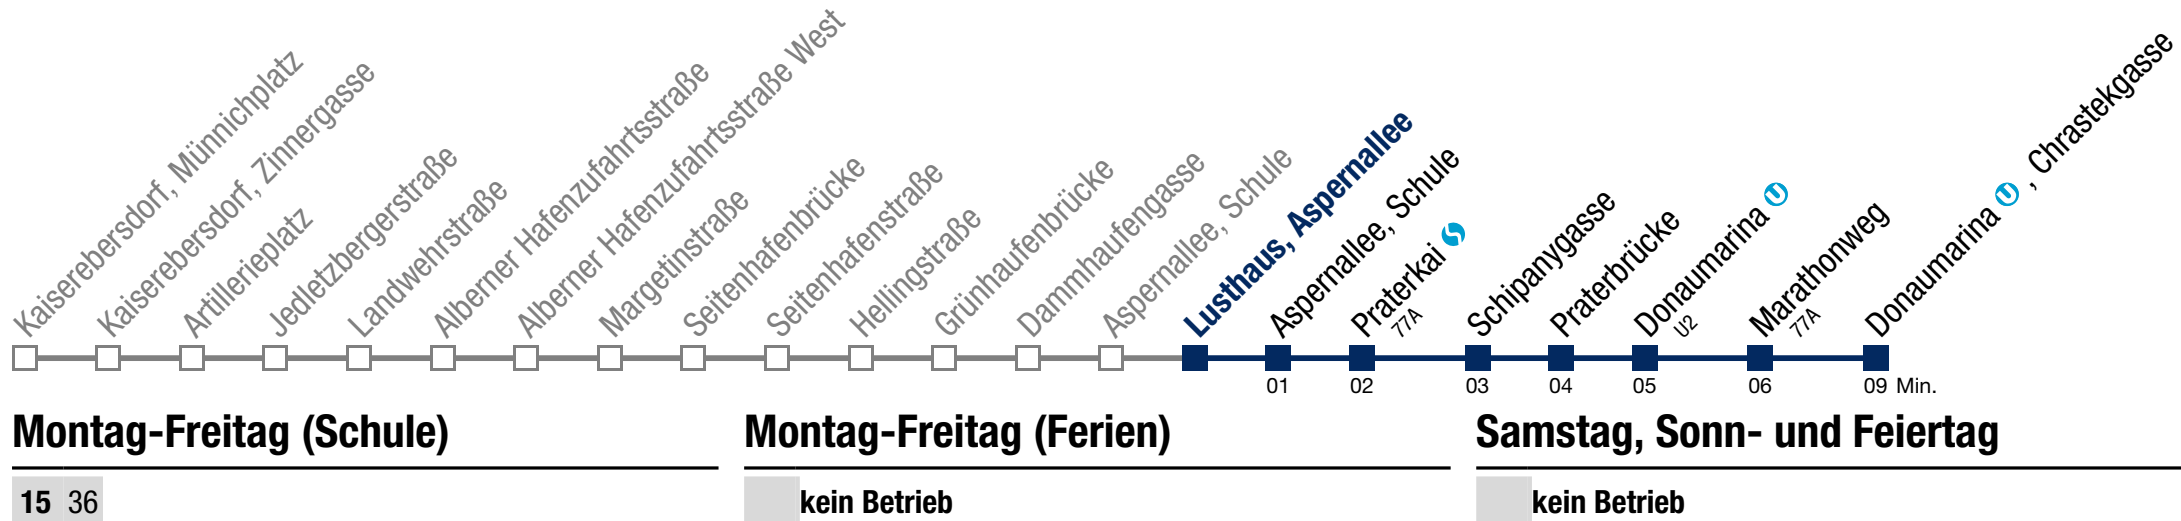 Kaiserebersdorf, Münnichplatz
Kaiserebersdorf, Zinnergasse
Artillerieplatz
Jedletzbergerstraße
Landwehrstraße
Alberner Hafenzufahrtsstraße
Alberner Hafenzufahrtsstraße West
Margetinstraße
Seitenhafenbrücke
Seitenhafenstraße
Hellingstraße
Grünhaufenbrücke
Dammhaufengasse
Aspernallee, Schule
Lusthaus, Aspernallee
Aspernallee, Schule
Praterkai
77A
Schipanygasse
Praterbrücke
Donaumarina U
U2
Marathonweg
77A
Donaumarina U , Chrastekgasse
01 02 03 04 05 06 09 Min.
Montag-Freitag (Schule)
15 36
Montag-Freitag (Ferien)
kein Betrieb
Samstag, Sonn- und Feiertag
kein Betrieb